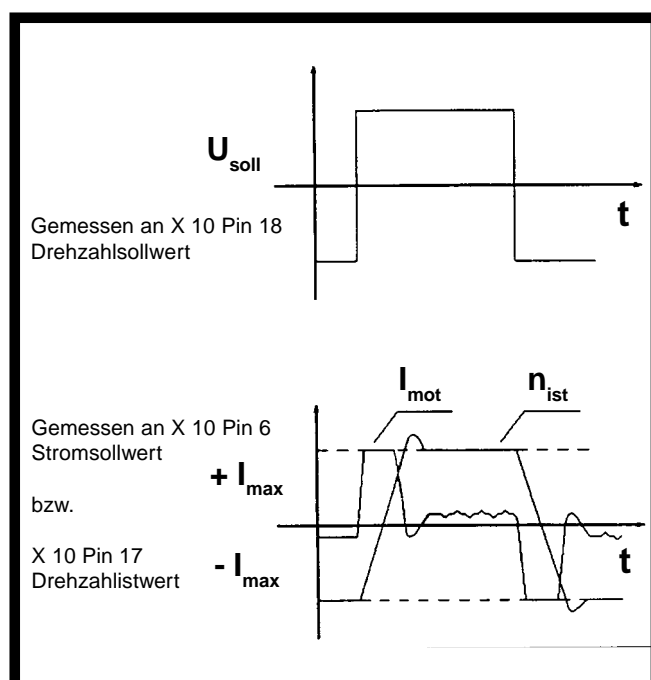 U soll
t
Gemessen an X 10 Pin 18
Drehzahlsollwert
I mot
n ist
Gemessen an X 10 Pin 6
Stromsollwert
+ I max
bzw.
X 10 Pin 17
Drehzahlistwert
- I max
t